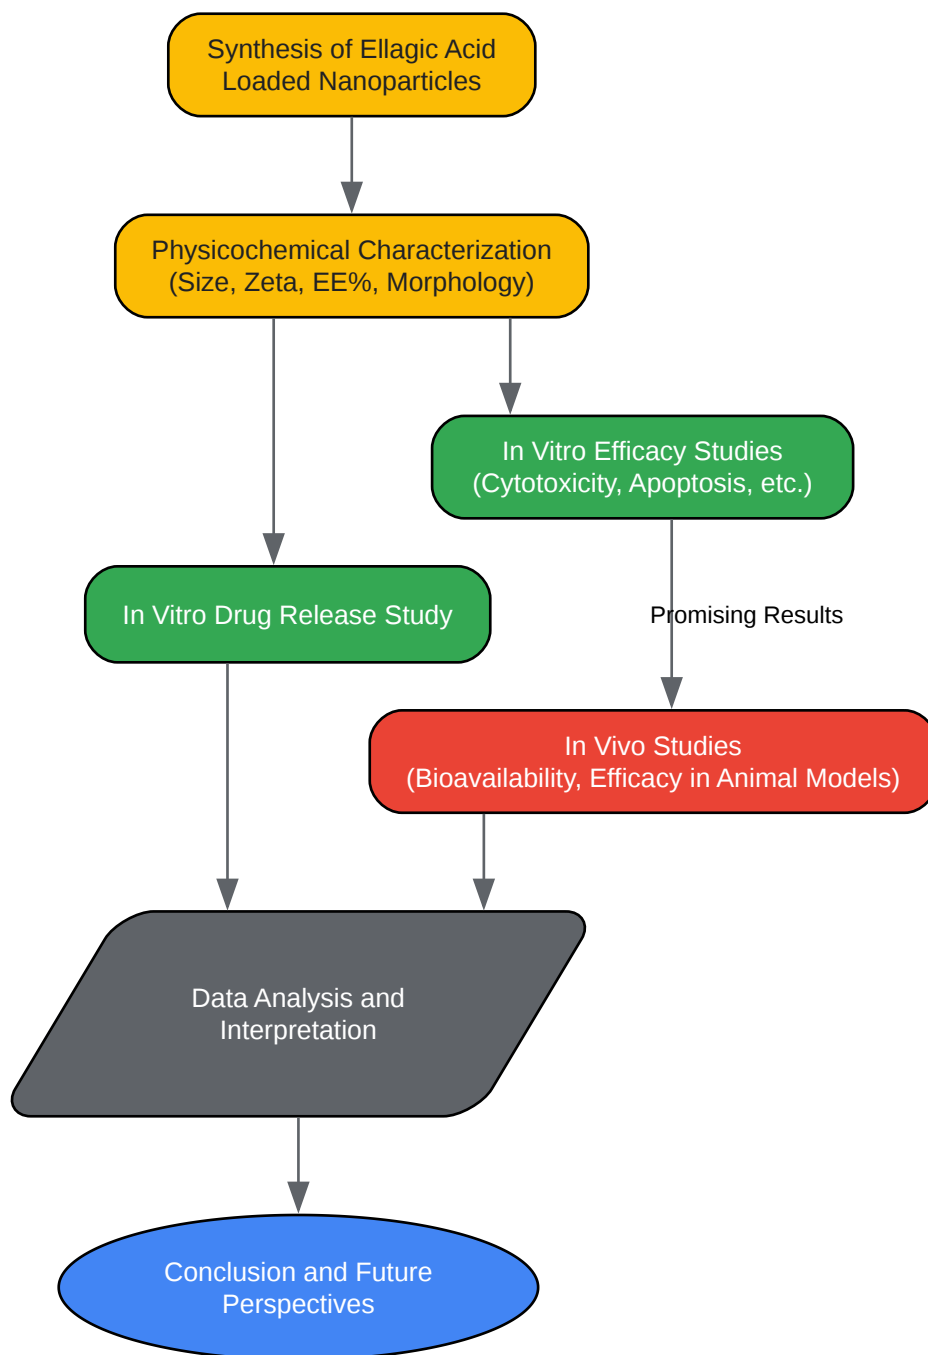 Synthesis of Ellagic Acid
Loaded Nanoparticles
Physicochemical Characterization
(Size, Zeta, EE%, Morphology)
In Vitro Efficacy Studies
(Cytotoxicity, Apoptosis, etc.)
In Vitro Drug Release Study
Promising Results
In Vivo Studies
(Bioavailability, Efficacy in Animal Models)
Data Analysis and
Interpretation
Conclusion and Future
Perspectives